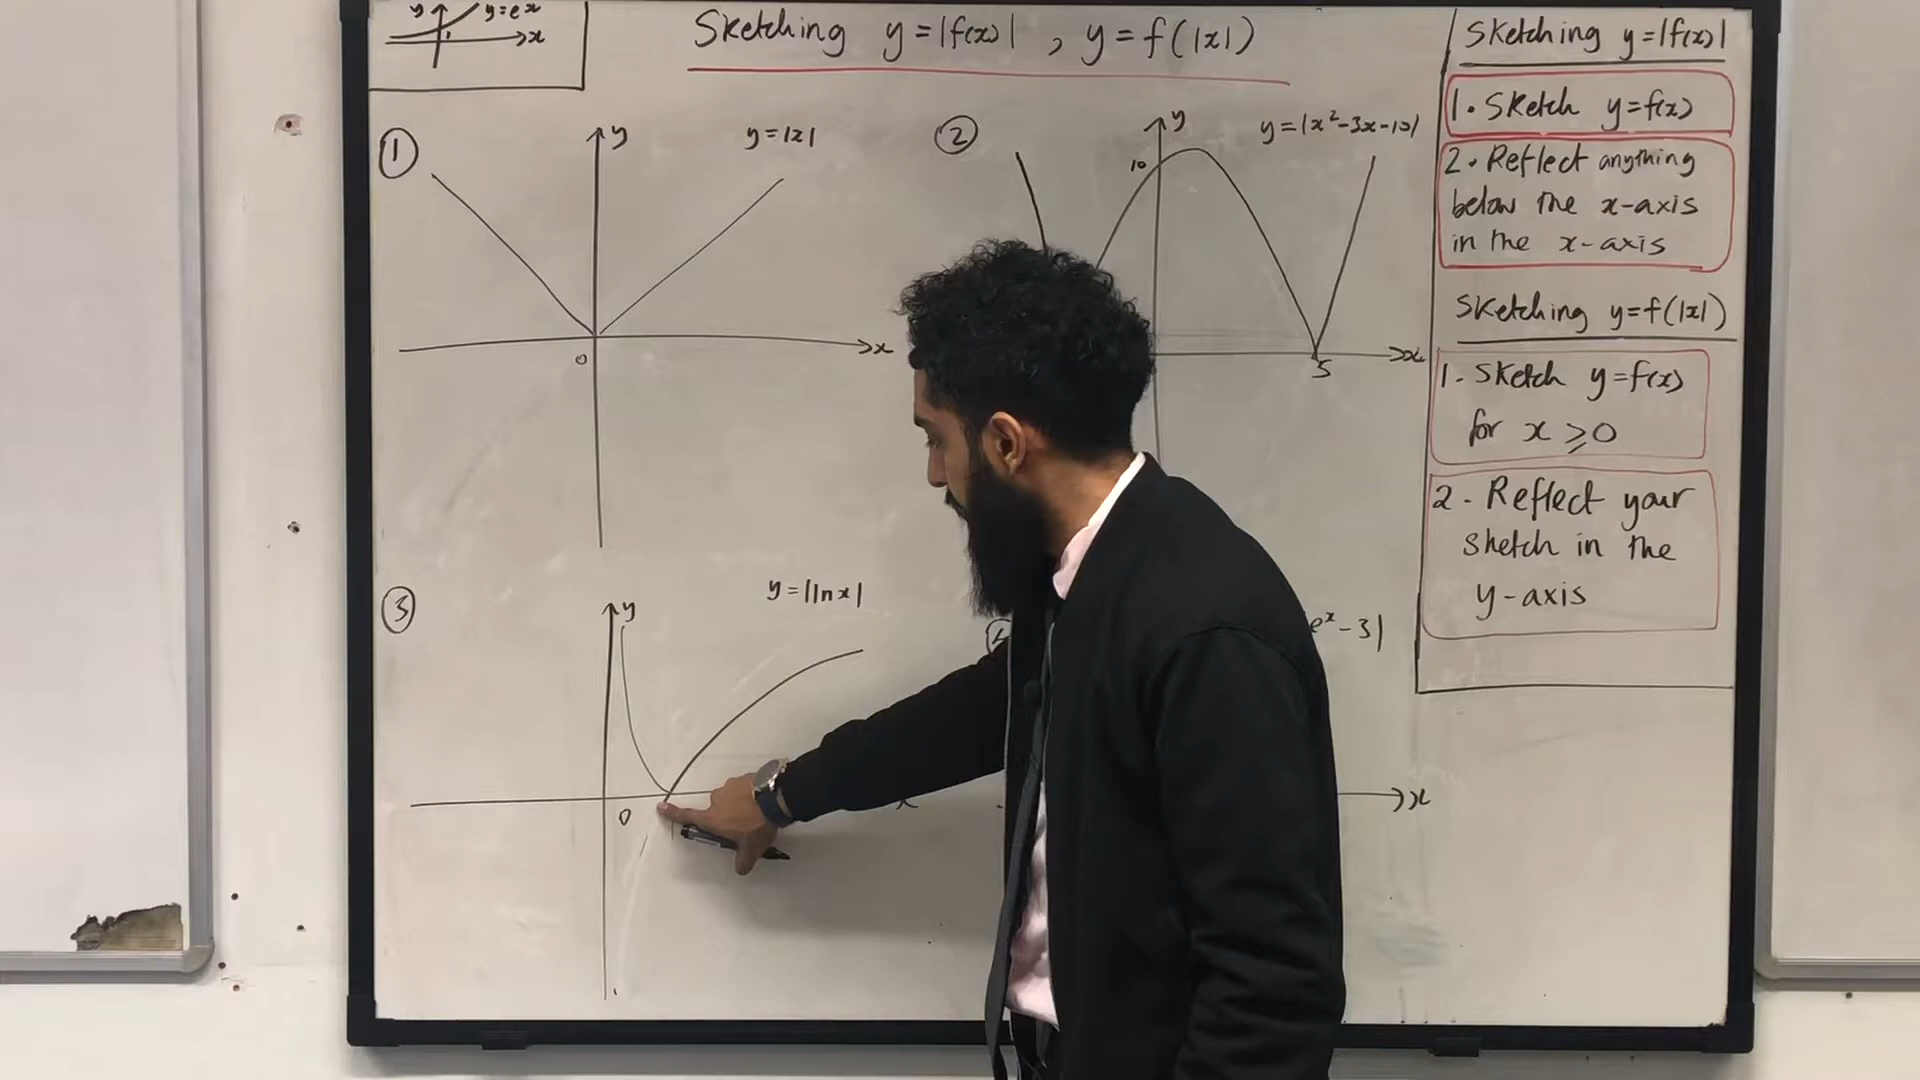 y y=e^x
1 x
Sketching y=|f(x)| , y=f(|x|)
① y y=|x|
0 x
② y y=|x²-3x-10|
10
5 x
③ y y=|ln x|
0 x
e^x-3|
x
Sketching y=|f(x)|
1. Sketch y=f(x)
2. Reflect anything
below the x-axis
in the x-axis
Sketching y=f(|x|)
1. Sketch y=f(x)
for x ⩾ 0
2- Reflect your
sketch in the
y-axis